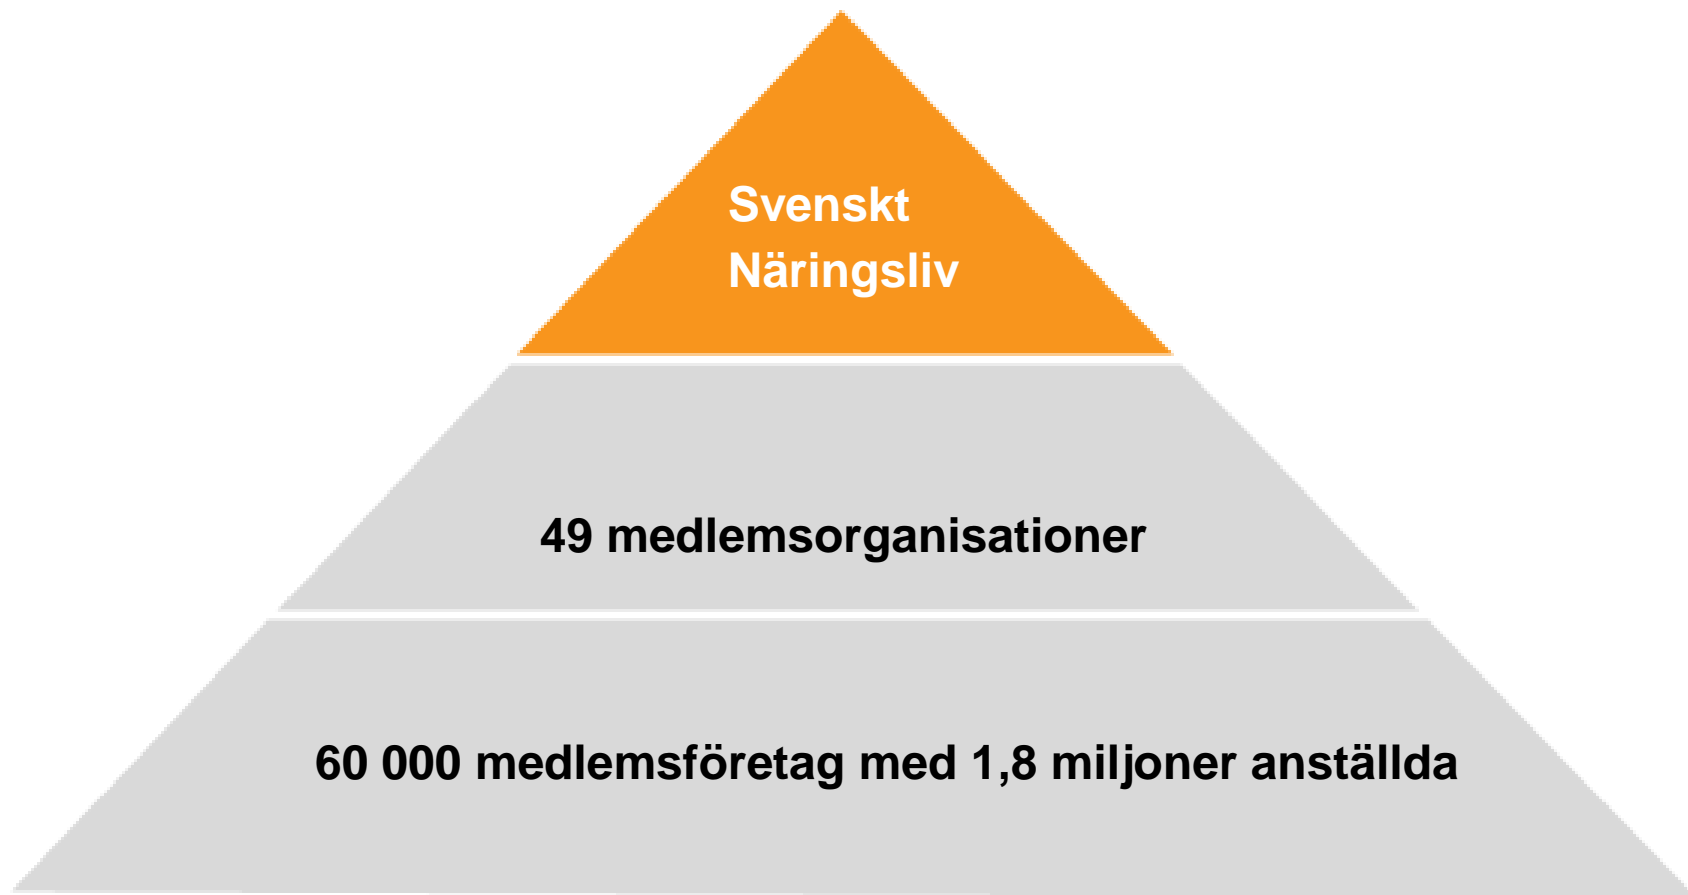 Svenskt
Näringsliv
49 medlemsorganisationer
60 000 medlemsföretag med 1,8 miljoner anställda